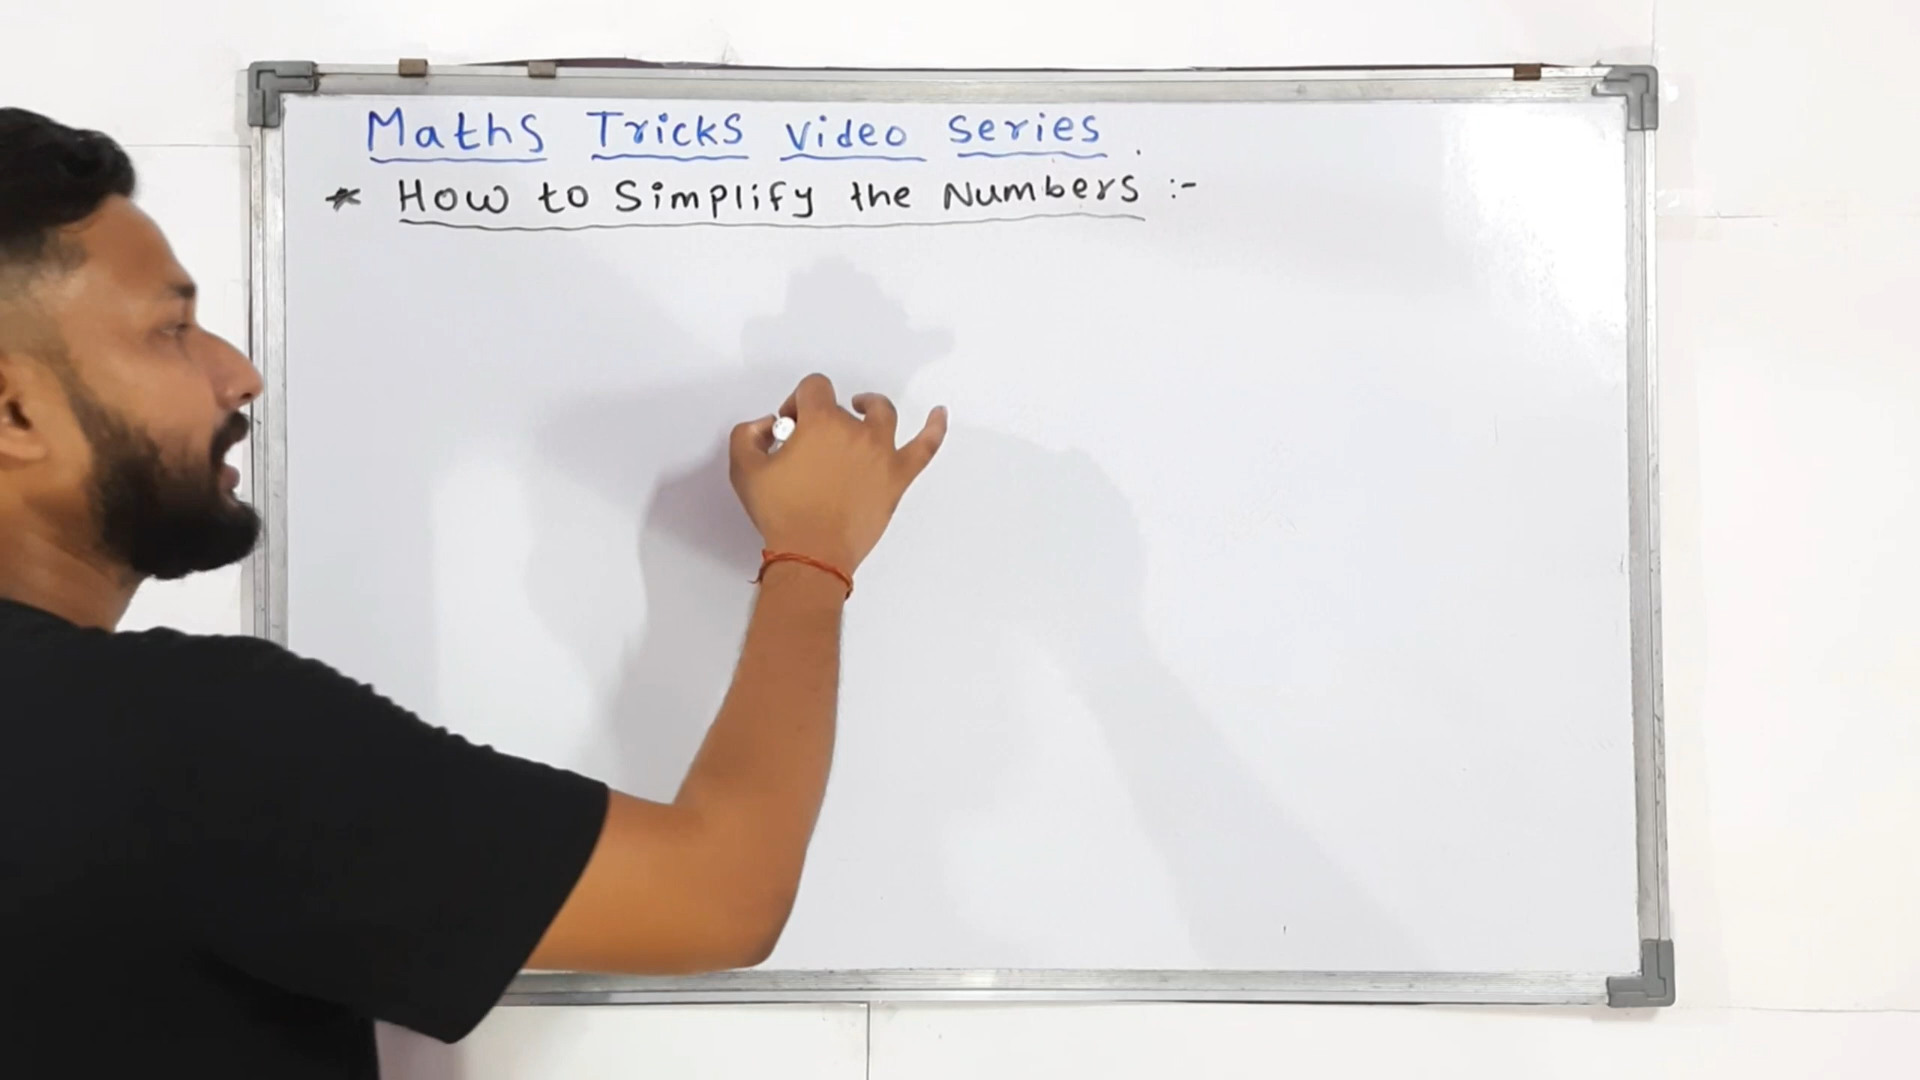 Maths Tricks video series .
* How to Simplify the Numbers :-